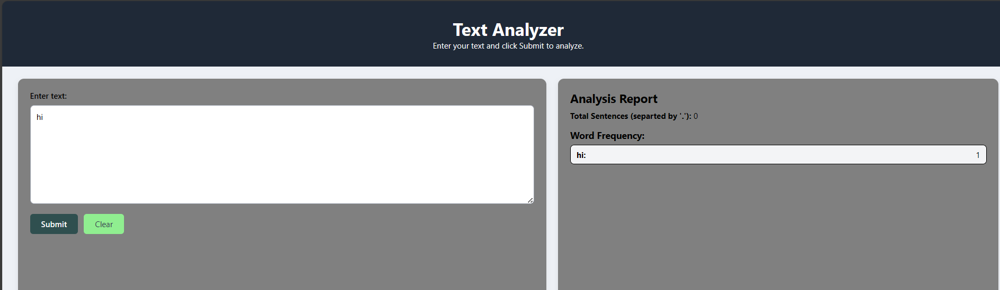 Text Analyzer
Enter your text and click Submit to analyze.
Enter text:
hi
Submit
Clear
Analysis Report
Total Sentences (separted by '.'): 0
Word Frequency:
hi: 1